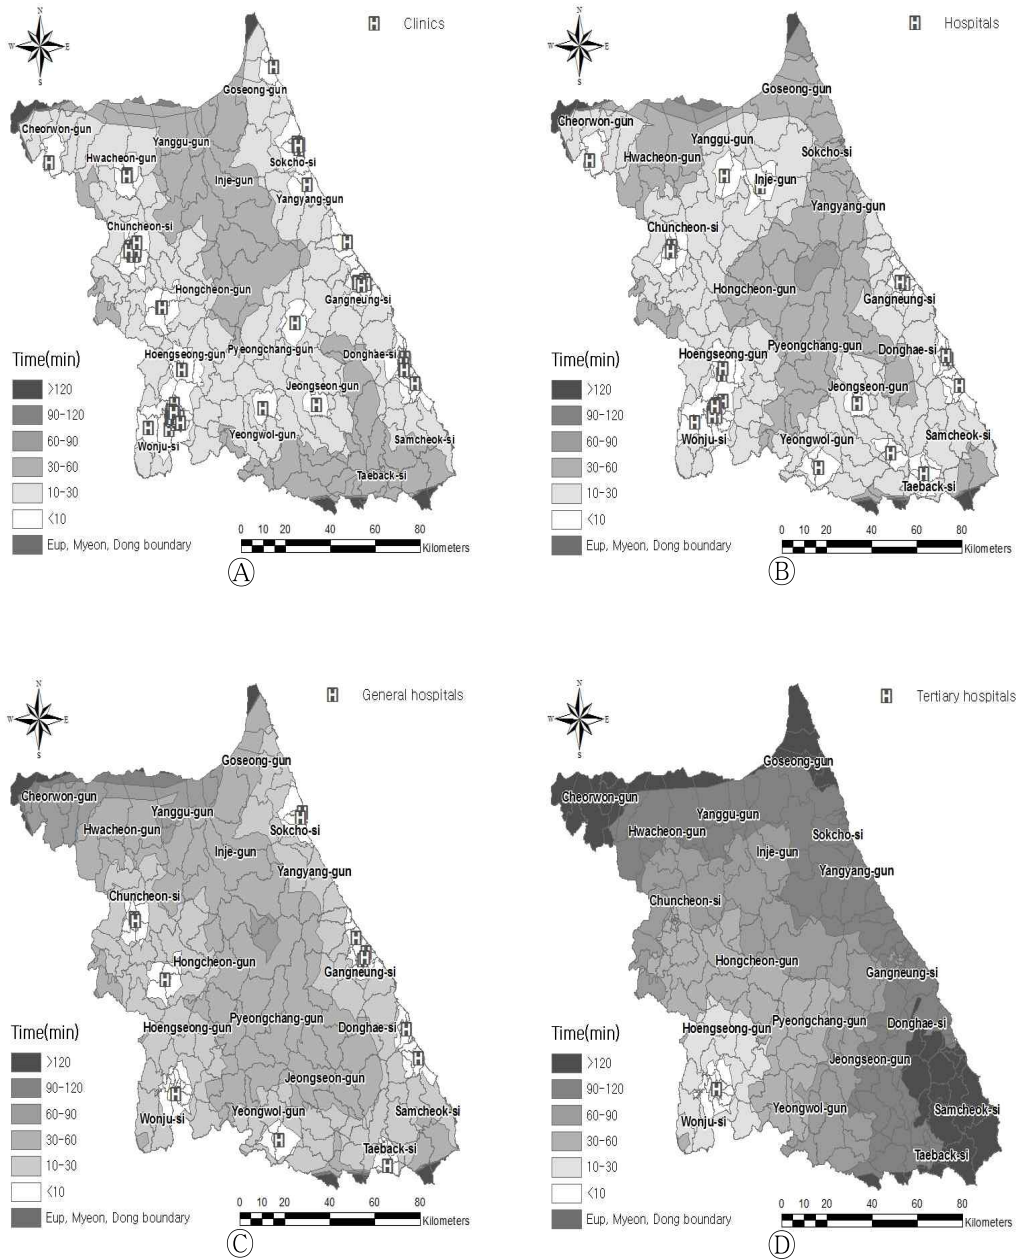 N
W E
S
H Clinics
Goseong-gun
Cheorwon-gun
Yanggu-gun
Hwacheon-gun
Sokcho-si
Inje-gun
Yangyang-gun
Chuncheon-si
Hongcheon-gun
Gangneung-si
Hoengseong-gun
Pyeongchang-gun
Donghae-si
Jeongseon-gun
Yeongwol-gun
Wonju-si
Samcheok-si
Taeback-si
Time(min)
>120
90-120
60-90
30-60
10-30
<10
Eup, Myeon, Dong boundary
0 10 20 40 60 80
Kilometers
Ⓐ
N
W E
S
H Hospitals
Goseong-gun
Cheorwon-gun
Yanggu-gun
Sokcho-si
Hwacheon-gun
Inje-gun
Yangyang-gun
Chuncheon-si
Hongcheon-gun
Gangneung-si
Hoengseong-gun
Pyeongchang-gun
Donghae-si
Jeongseon-gun
Wonju-si
Yeongwol-gun
Samcheok-si
Taeback-si
Time(min)
>120
90-120
60-90
30-60
10-30
<10
Eup, Myeon, Dong boundary
0 10 20 40 60 80
Kilometers
Ⓑ
N
W E
S
H General hospitals
Goseong-gun
Cheorwon-gun
Yanggu-gun
Hwacheon-gun
Sokcho-si
Inje-gun
Yangyang-gun
Chuncheon-si
Hongcheon-gun
Gangneung-si
Hoengseong-gun
Pyeongchang-gun
Donghae-si
Jeongseon-gun
Wonju-si
Yeongwol-gun
Samcheok-si
Taeback-si
Time(min)
>120
90-120
60-90
30-60
10-30
<10
Eup, Myeon, Dong boundary
0 10 20 40 60 80
Kilometers
Ⓒ
N
W E
S
H Tertiary hospitals
Goseong-gun
Cheorwon-gun
Yanggu-gun
Hwacheon-gun
Sokcho-si
Inje-gun
Yangyang-gun
Chuncheon-si
Hongcheon-gun
Gangneung-si
Hoengseong-gun
Pyeongchang-gun
Donghae-si
Jeongseon-gun
Wonju-si
Yeongwol-gun
Samcheok-si
Taeback-si
Time(min)
>120
90-120
60-90
30-60
10-30
<10
Eup, Myeon, Dong boundary
0 10 20 40 60 80
Kilometers
Ⓓ